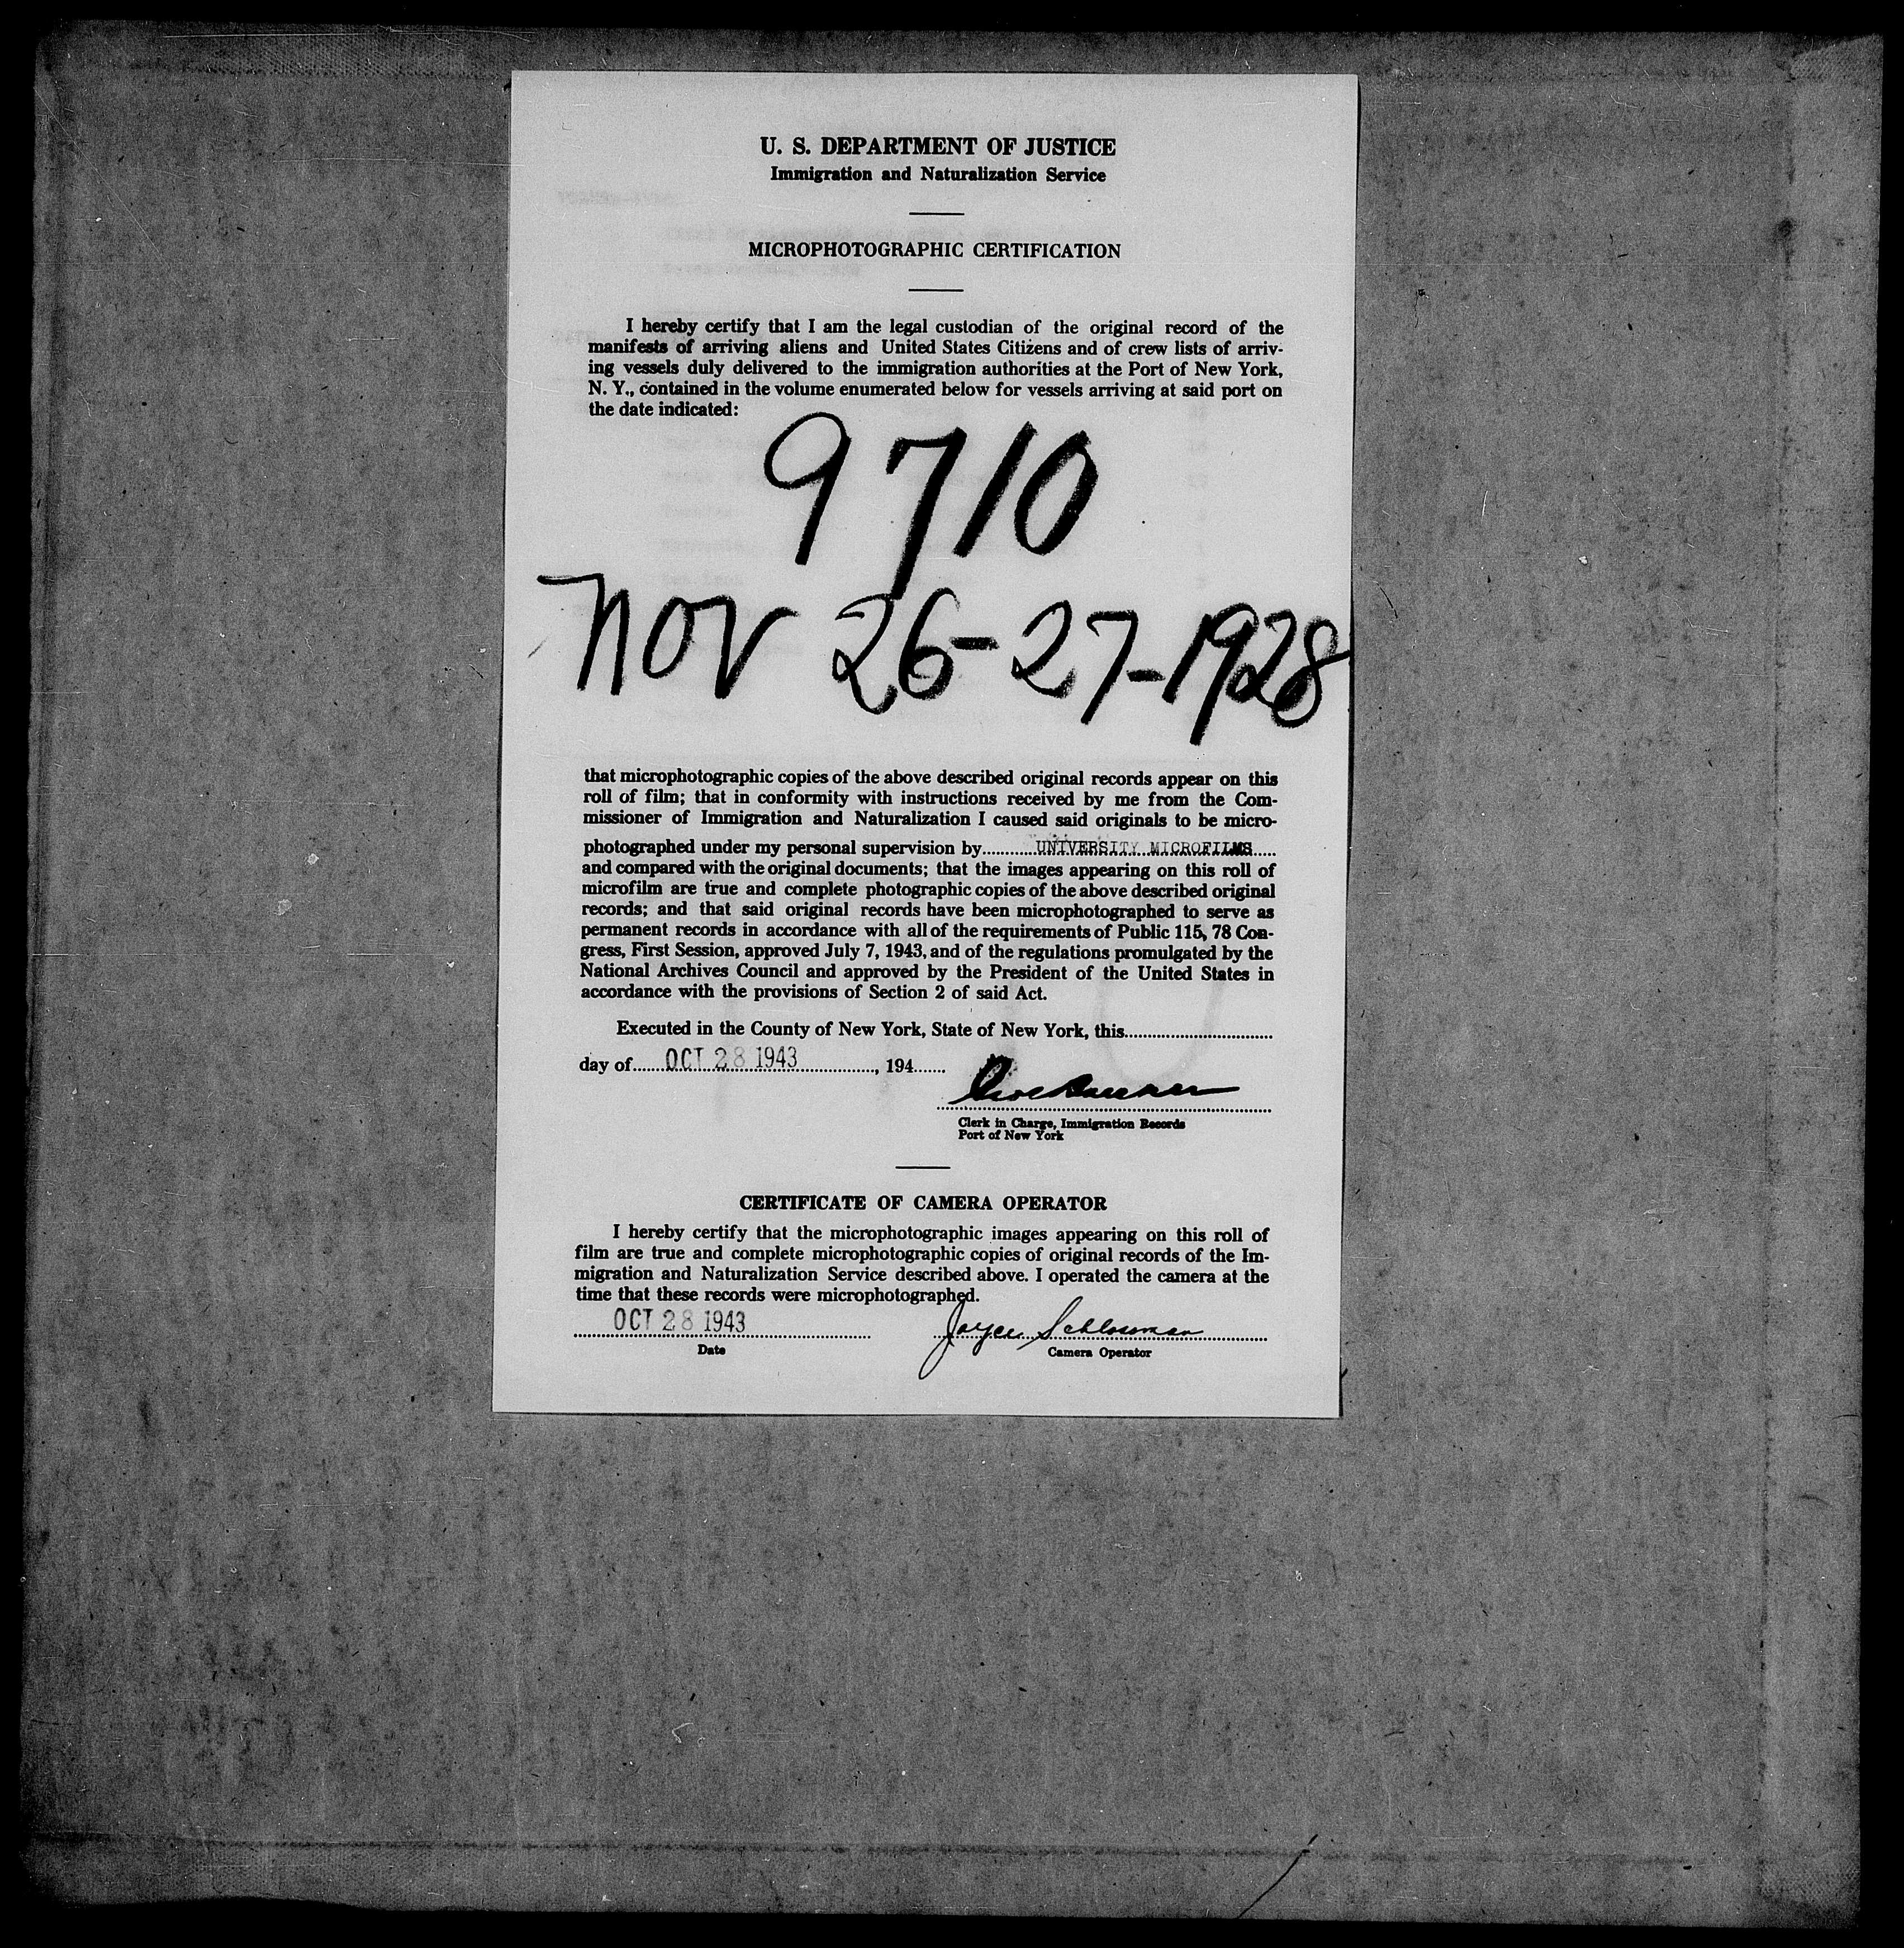 U. S. DEPARTMENT OF JUSTICE
Immigration and Naturalization Service
MICROPHOTOGRAPHIC CERTIFICATION
I hereby certify that I am the legal custodian of the original record of the
manifests of arriving aliens and United States Citizens and of crew lists of arriv-
ing vessels duly delivered to the immigration authorities at the Port of New York,
N. Y., contained in the volume enumerated below for vessels arriving at said port on
the date indicated:
9710
Nov 26-27-1928
that microphotographic copies of the above described original records appear on this
roll of film; that in conformity with instructions received by me from the Com-
missioner of Immigration and Naturalization I caused said originals to be micro-
photographed under my personal supervision by UNIVERSITY MICROFILMS
and compared with the original documents; that the images appearing on this roll of
microfilm are true and complete photographic copies of the above described original
records; and that said original records have been microphotographed to serve as
permanent records in accordance with all of the requirements of Public 115, 78 Con-
gress, First Session, approved July 7, 1943, and of the regulations promulgated by the
National Archives Council and approved by the President of the United States in
accordance with the provisions of Section 2 of said Act.
Executed in the County of New York, State of New York, this
day of OCT 28 1943, 194
Clerk in Charge, Immigration Records
Port of New York
CERTIFICATE OF CAMERA OPERATOR
I hereby certify that the microphotographic images appearing on this roll of
film are true and complete microphotographic copies of original records of the Im-
migration and Naturalization Service described above. I operated the camera at the
time that these records were microphotographed.
OCT 28 1943 Joyce Schlossman
Date Camera Operator